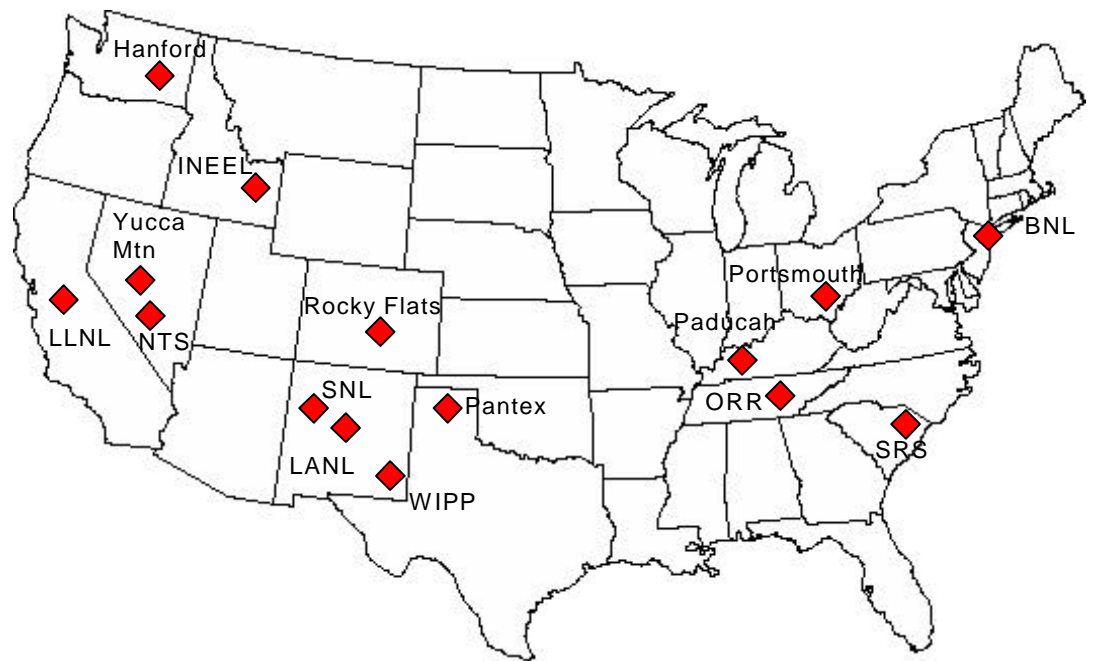 Hanford
INEEL
Yucca
Mtn
BNL
Portsmouth
Rocky Flats
Paducah
LLNL
NTS
SNL
Pantex
ORR
SRS
LANL
WIPP